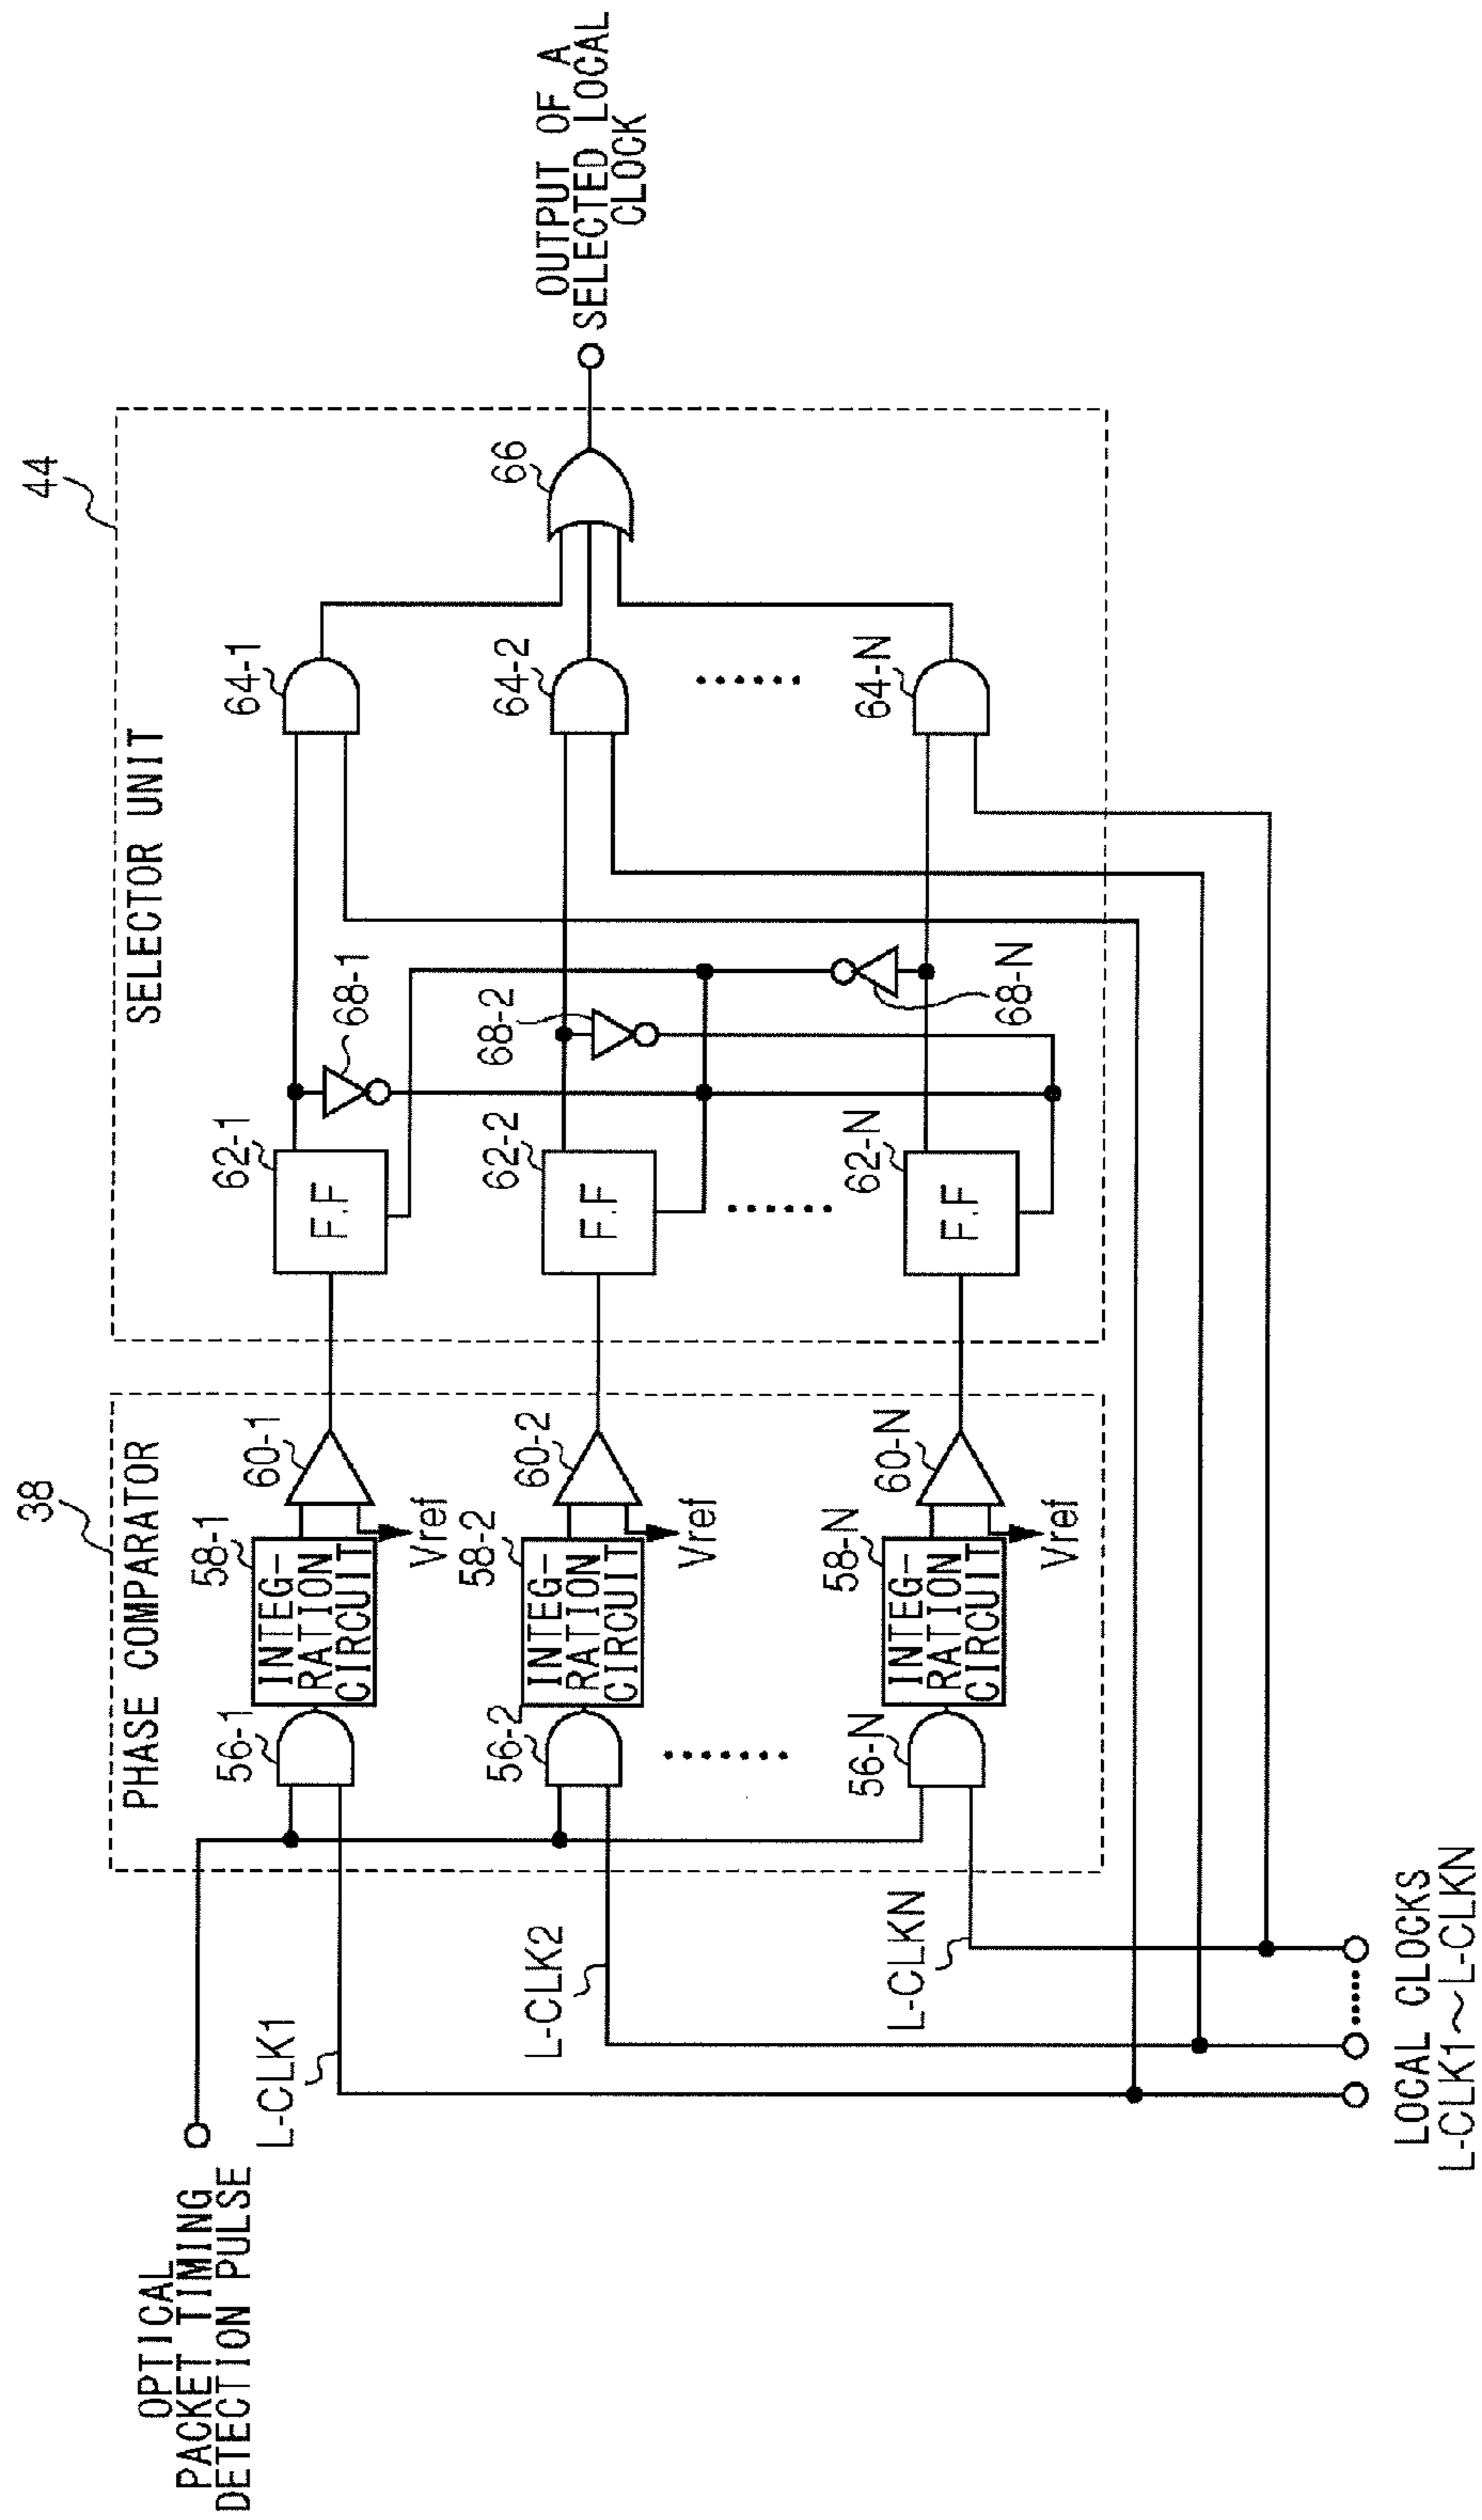 38
PHASE COMPARATOR
44
SELECTOR UNIT
OPTICAL
PACKET TIMING
DETECTION PULSE
L-CLK1
56-1
58-1
INTEG-
RATION
CIRCUIT
60-1
Vref
62-1
F.F
68-1
64-1
L-CLK2
56-2
58-2
INTEG-
RATION
CIRCUIT
60-2
Vref
62-2
F.F
68-2
64-2
66
OUTPUT OF A
SELECTED LOCAL
CLOCK
L-CLKN
56-N
58-N
INTEG-
RATION
CIRCUIT
60-N
Vref
62-N
F.F
68-N
64-N
LOCAL CLOCKS
L-CLK1～L-CLKN